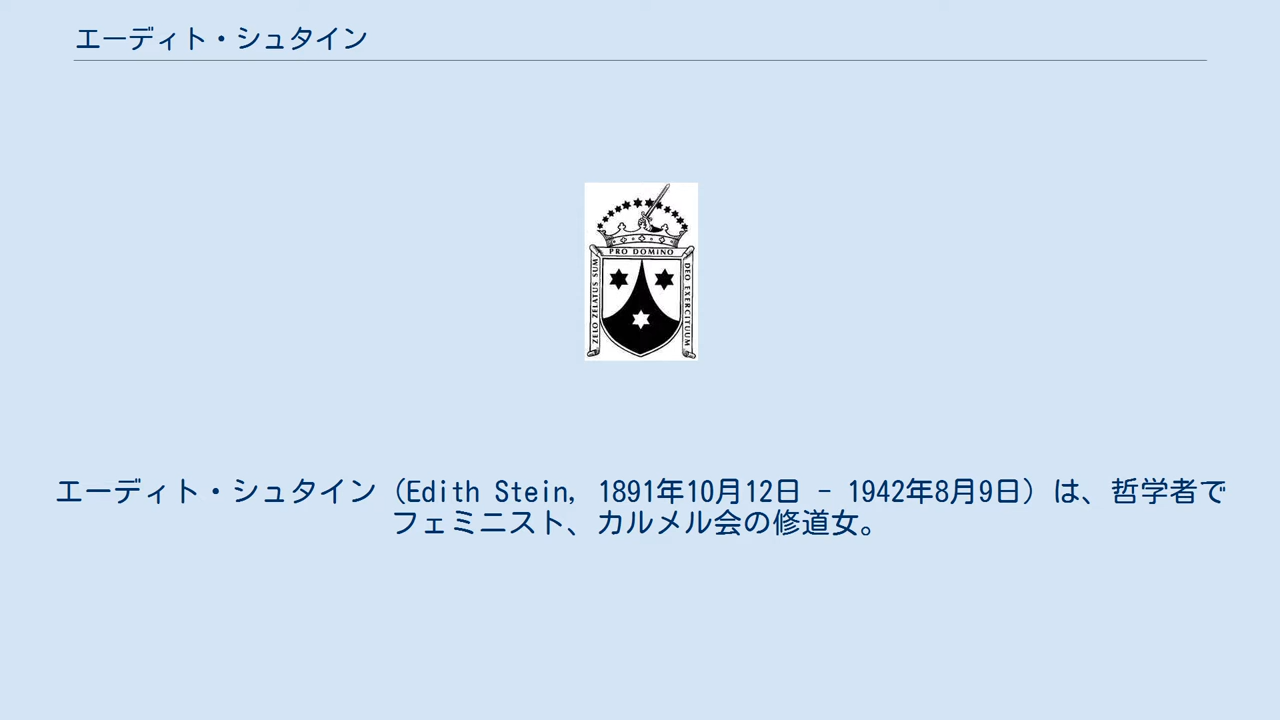 エーディト・シュタイン
PRO DOMINO
ZELO ZELATUS SUM
DEO EXERCITUUM
エーディト・シュタイン（Edith Stein, 1891年10月12日 - 1942年8月9日）は、哲学者で
フェミニスト、カルメル会の修道女。